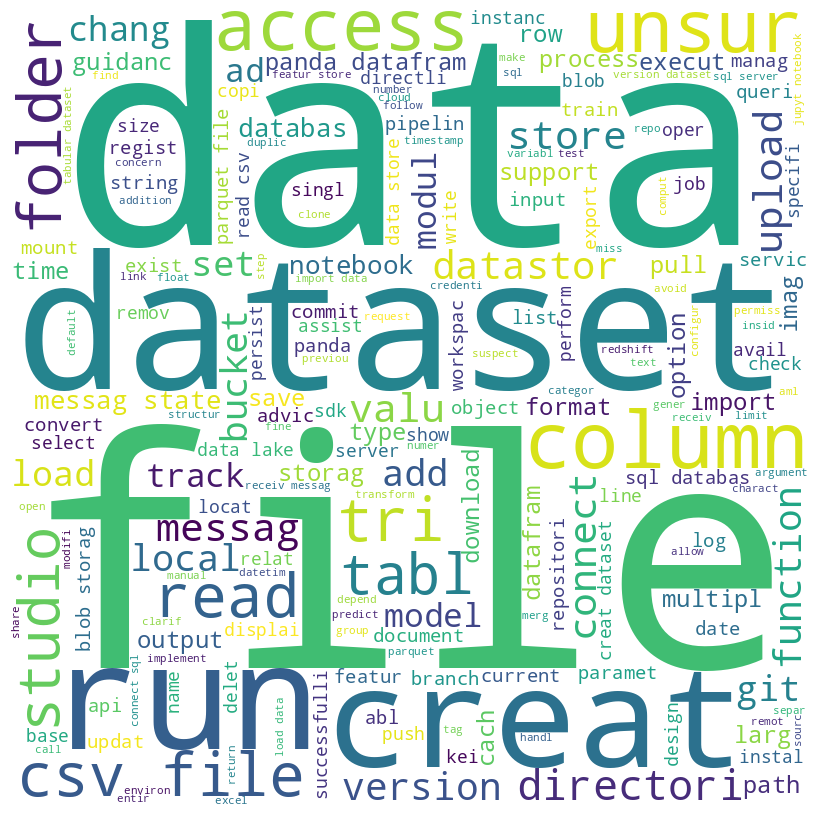 data
dataset
file
run
creat
access
unsur
column
folder
csv file
studio
read
tabl
tri
store
datastor
directori
version
connect
function
upload
bucket
valu
local
messag
model
modul
chang
guidanc
ad
databas
add
set
track
load
git
instanc
row
panda datafram
process
execut
manag
directli
blob
queri
featur store
make
sql
version dataset
sql server
jupyt notebook
find
copi
number
cloud
follow
train
specifi
tabular dataset
size
regist
concern
string
addition
duplic
pipelin
timestamp
repo
oper
variabl
test
support
job
parquet file
read csv
singl
clone
data store
write
input
export
comput
miss
mount
time
exist
link
float
step
import data
notebook
credenti
pull
servic
avoid
permiss
imag
default
remov
persist
commit
assist
request
panda
previou
suspect
workspac
list
perform
redshift
text
option
configur
insid
avail
check
messag state
structur
save
advic
sdk
object
categor
format
gener
receiv
import
limit
aml
convert
select
data lake
fine
type
numer
show
server
storag
receiv messag
transform
download
datafram
line
sql databas
argument
charact
open
modifi
locat
relat
datetim
manual
depend
repositori
creat dataset
log
allow
multipl
date
blob storag
clarif
output
displai
predict
group
document
parquet
merg
paramet
share
implement
api
connect sql
name
delet
load data
successfulli
featur
branch
current
abl
push
tag
kei
cach
handl
design
larg
separ
remot
sourc
instal
path
base
call
updat
environ
entir
return
excel